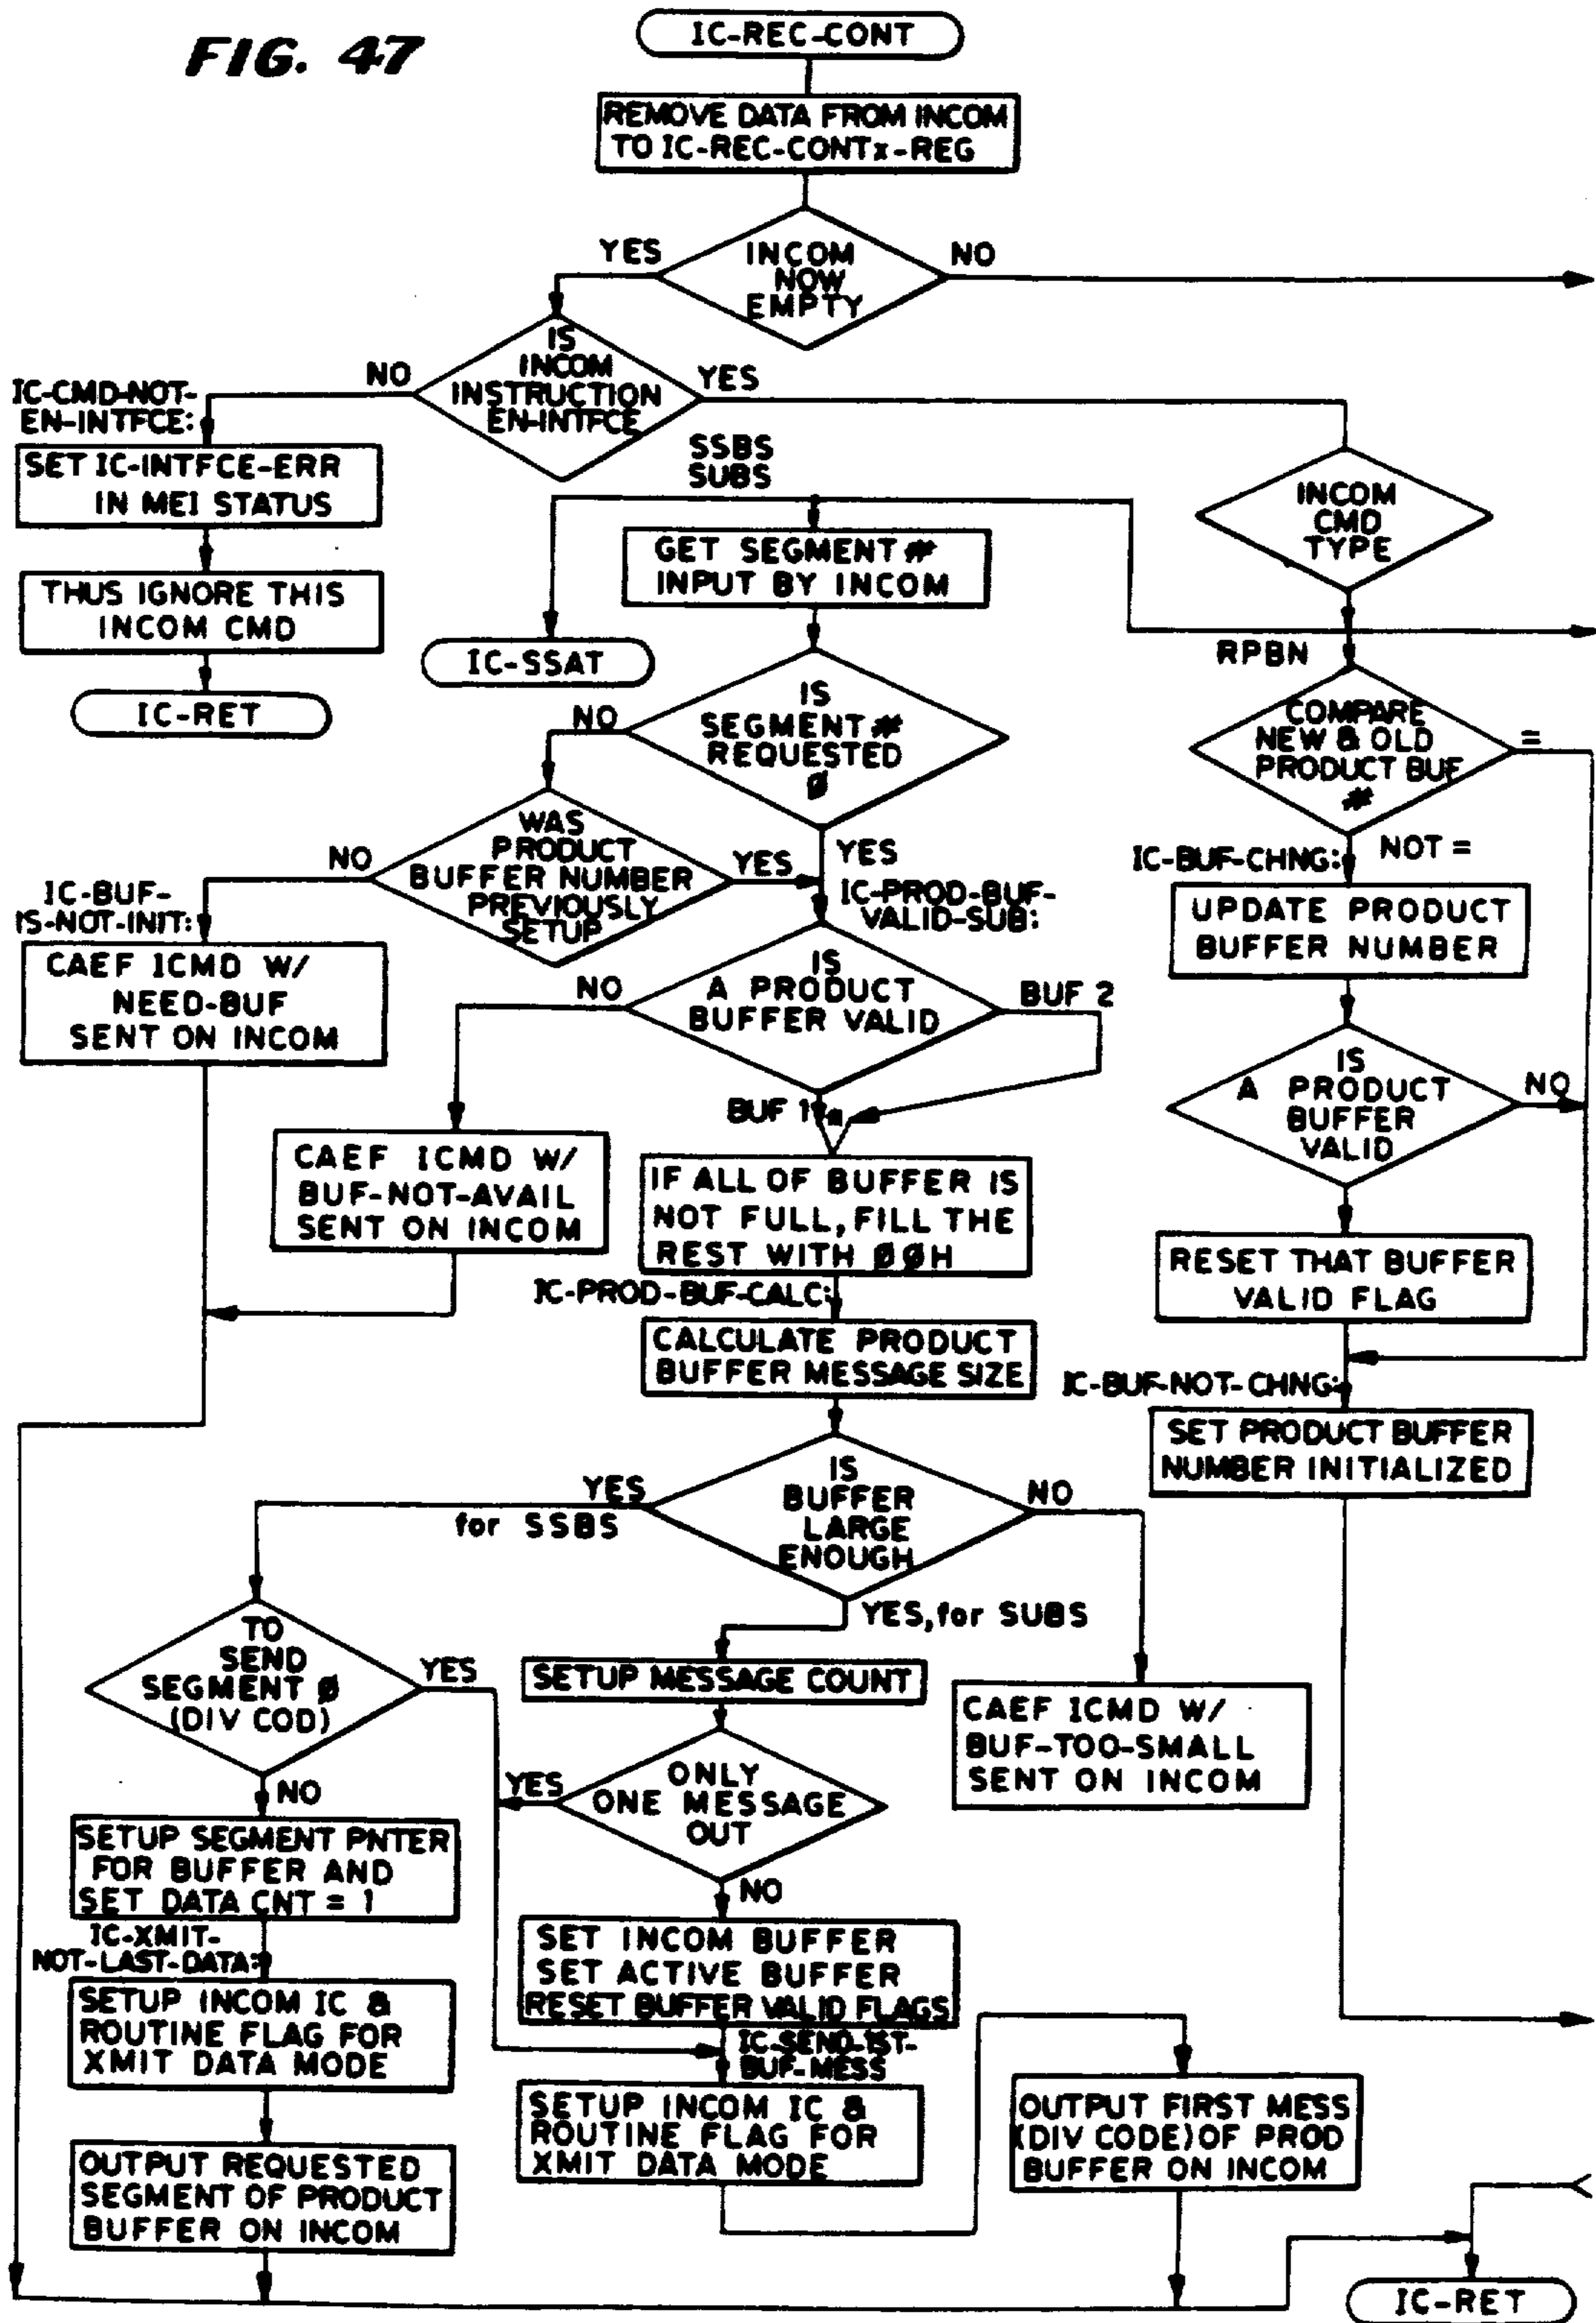 FIG. 47
IC-REC-CONT
REMOVE DATA FROM INCOM
TO IC-REC-CONTx-REG
YES
INCOM
NOW
EMPTY
NO
IS
INCOM
INSTRUCTION
EN-INTFCE
NO
YES
IC-CMD-NOT-
EN-INTFCE:
SET IC-INTFCE-ERR
IN MEI STATUS
THUS IGNORE THIS
INCOM CMD
IC-RET
SSBS
SUBS
INCOM
CMD
TYPE
GET SEGMENT #
INPUT BY INCOM
IC-SSAT
RPBN
IS
SEGMENT #
REQUESTED
Ø
NO
YES
COMPARE
NEW & OLD
PRODUCT BUF
#
=
NOT =
IC-BUF-CHNG:
WAS
PRODUCT
BUFFER NUMBER
PREVIOUSLY
SETUP
NO
YES
IC-BUF-
IS-NOT-INIT:
IC-PROD-BUF-
VALID-SUB:
UPDATE PRODUCT
BUFFER NUMBER
CAEF ICMD W/
NEED-BUF
SENT ON INCOM
IS
A PRODUCT
BUFFER VALID
NO
BUF 2
BUF 1
IS
A PRODUCT
BUFFER
VALID
NO
CAEF ICMD W/
BUF-NOT-AVAIL
SENT ON INCOM
IF ALL OF BUFFER IS
NOT FULL, FILL THE
REST WITH ØØH
RESET THAT BUFFER
VALID FLAG
IC-PROD-BUF-CALC:
CALCULATE PRODUCT
BUFFER MESSAGE SIZE
IC-BUF-NOT-CHNG:
SET PRODUCT BUFFER
NUMBER INITIALIZED
IS
BUFFER
LARGE
ENOUGH
YES
for SSBS
NO
YES, for SUBS
TO
SEND
SEGMENT Ø
(DIV COD)
YES
NO
SETUP MESSAGE COUNT
CAEF ICMD W/
BUF-TOO-SMALL
SENT ON INCOM
ONLY
ONE MESSAGE
OUT
YES
NO
SETUP SEGMENT PNTER
FOR BUFFER AND
SET DATA CNT = 1
IC-XMIT-
NOT-LAST-DATA:
SET INCOM BUFFER
SET ACTIVE BUFFER
RESET BUFFER VALID FLAGS
SETUP INCOM IC &
ROUTINE FLAG FOR
XMIT DATA MODE
IC-SEND-1ST-
BUF-MESS
SETUP INCOM IC &
ROUTINE FLAG FOR
XMIT DATA MODE
OUTPUT FIRST MESS
(DIV CODE) OF PROD
BUFFER ON INCOM
OUTPUT REQUESTED
SEGMENT OF PRODUCT
BUFFER ON INCOM
IC-RET